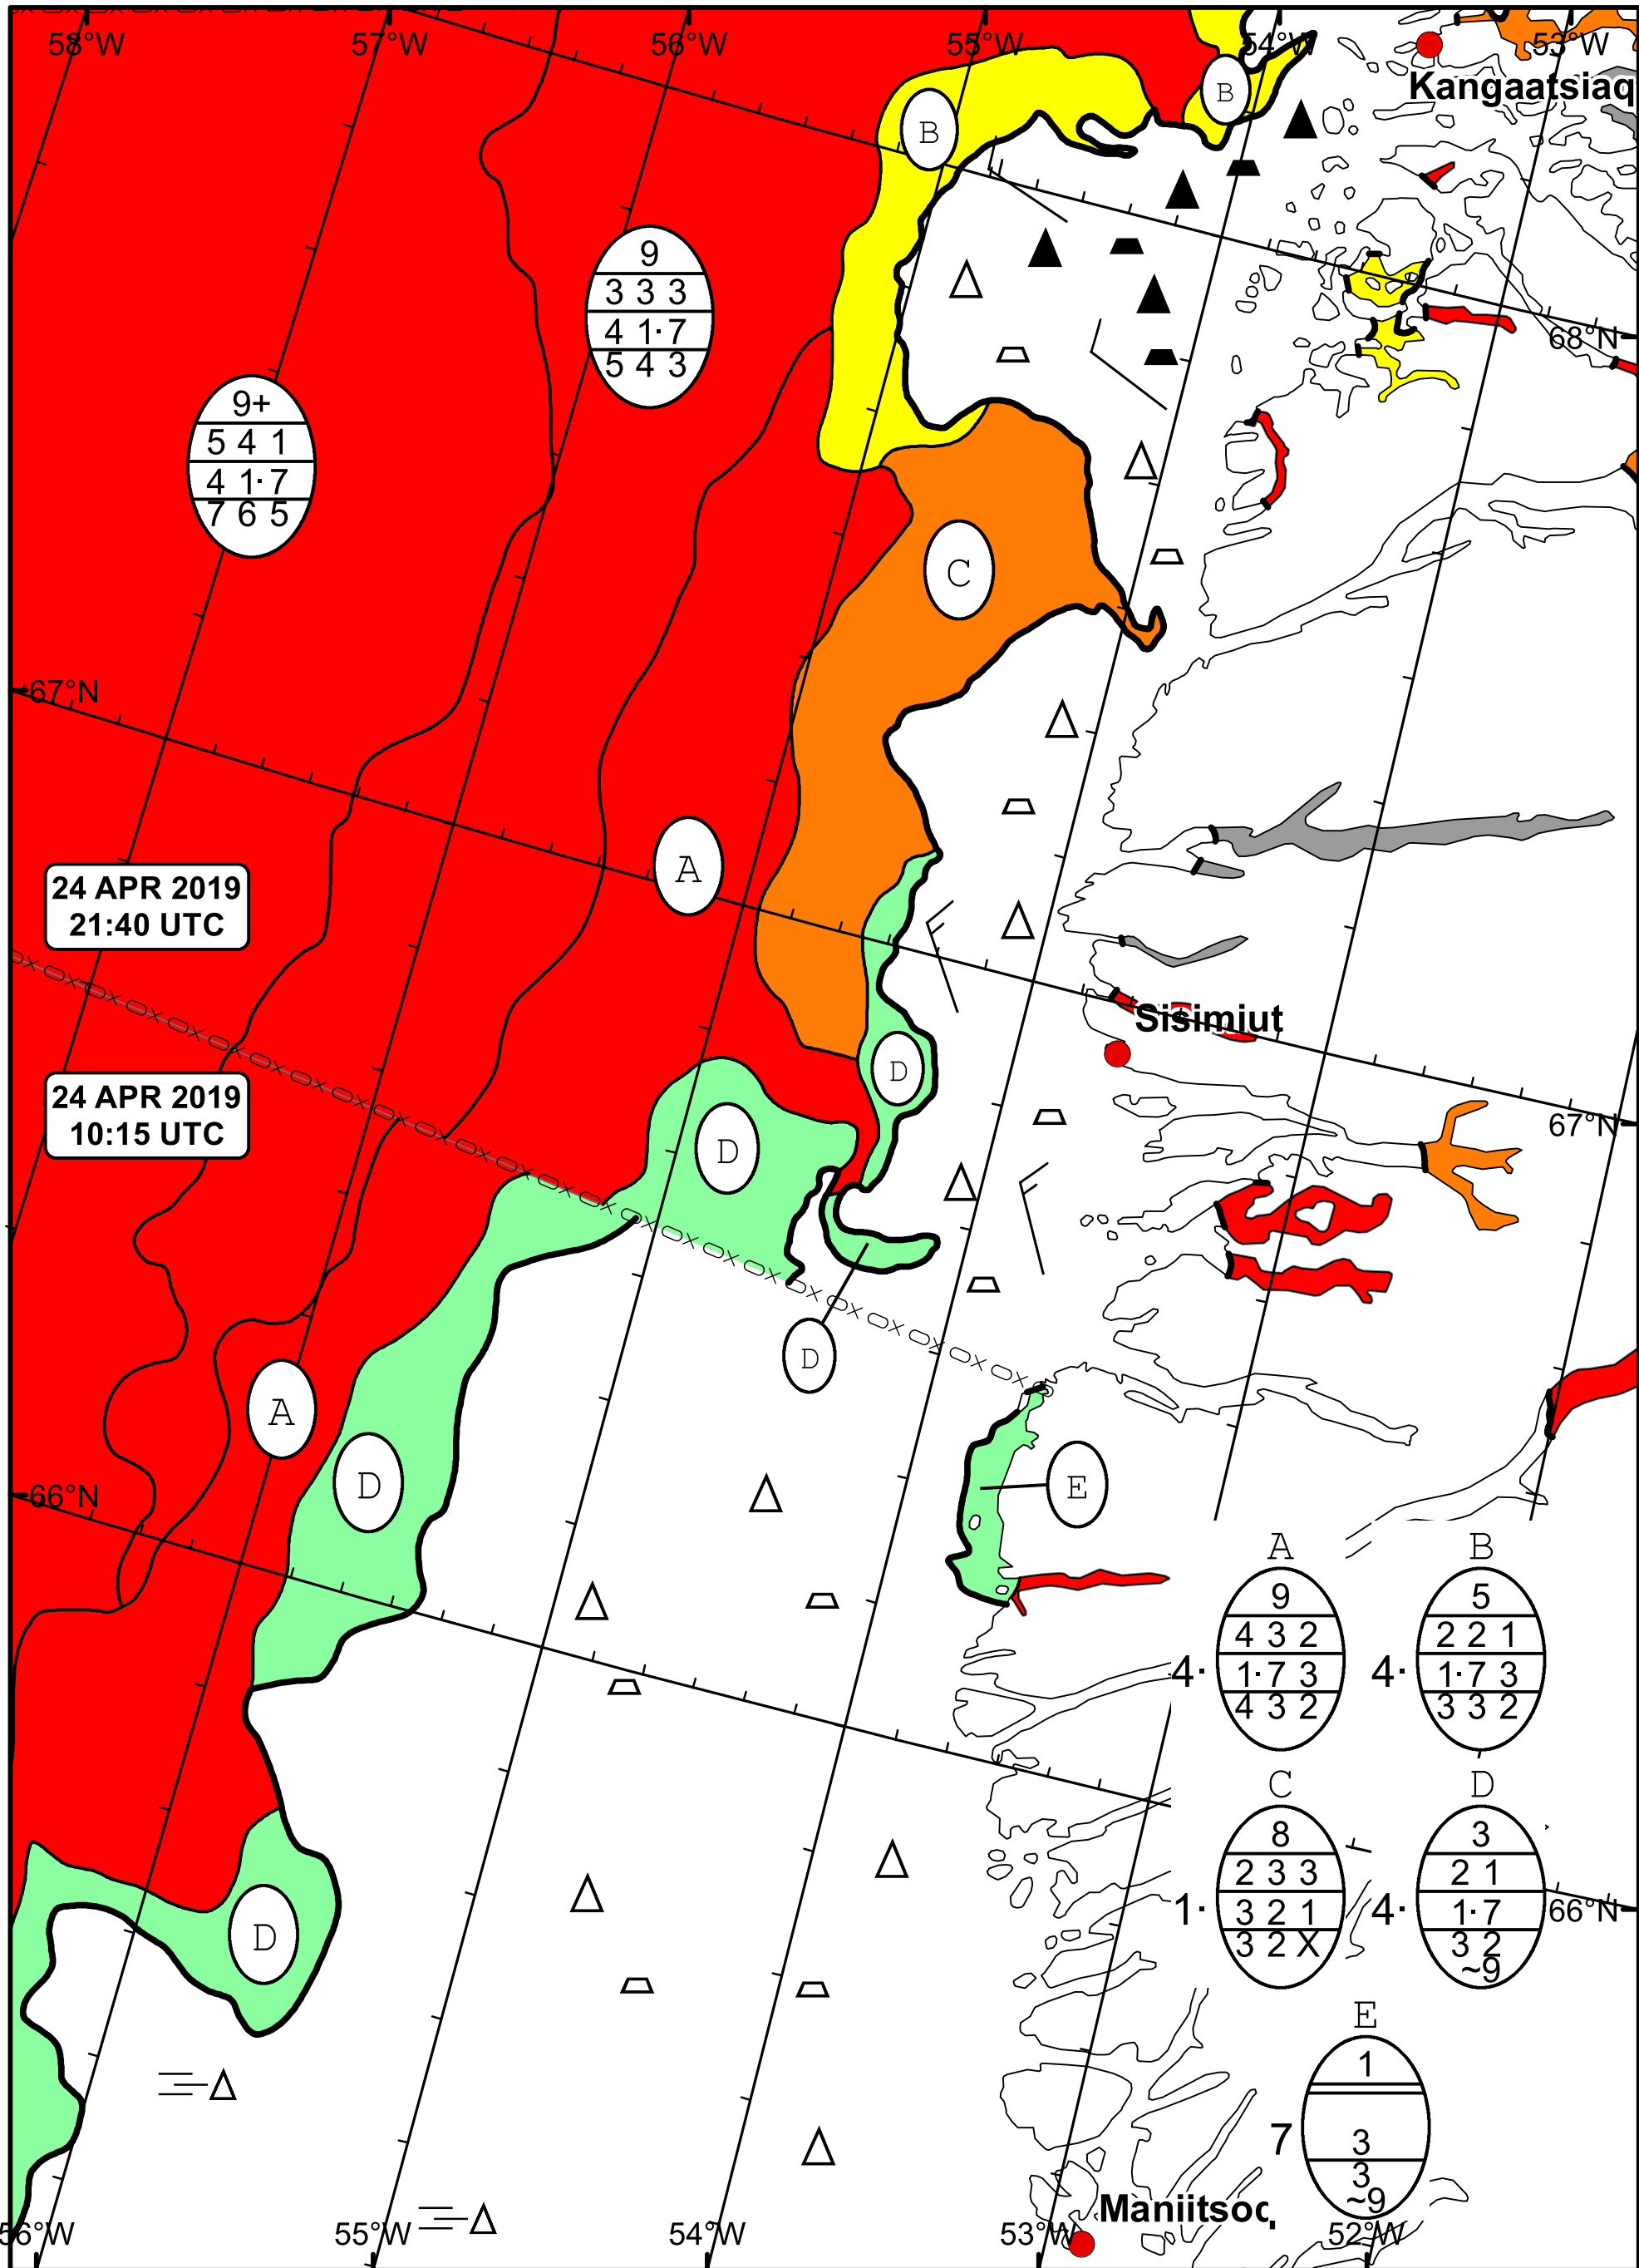 58°W 57°W 56°W 55°W 54°W 53°W
Kangaatsiaq
B
B
9
3 3 3
4 1· 7
5 4 3
68°N
9+
5 4 1
4 1· 7
7 6 5
C
67°N
A
24 APR 2019
21:40 UTC
Sisimiut
D
24 APR 2019
10:15 UTC
67°N
D
D
A
D
E
66°N
A
9
4 3 2
4· 1· 7 3
4 3 2
B
5
2 2 1
4· 1· 7 3
3 3 2
C
8
2 3 3
1· 3 2 1
3 2 X
D
3
2 1
4· 1· 7
3 2
~9
66°N
D
E
1
7 3
3
~9
Maniitsoq
56°W 55°W 54°W 53°W 52°W